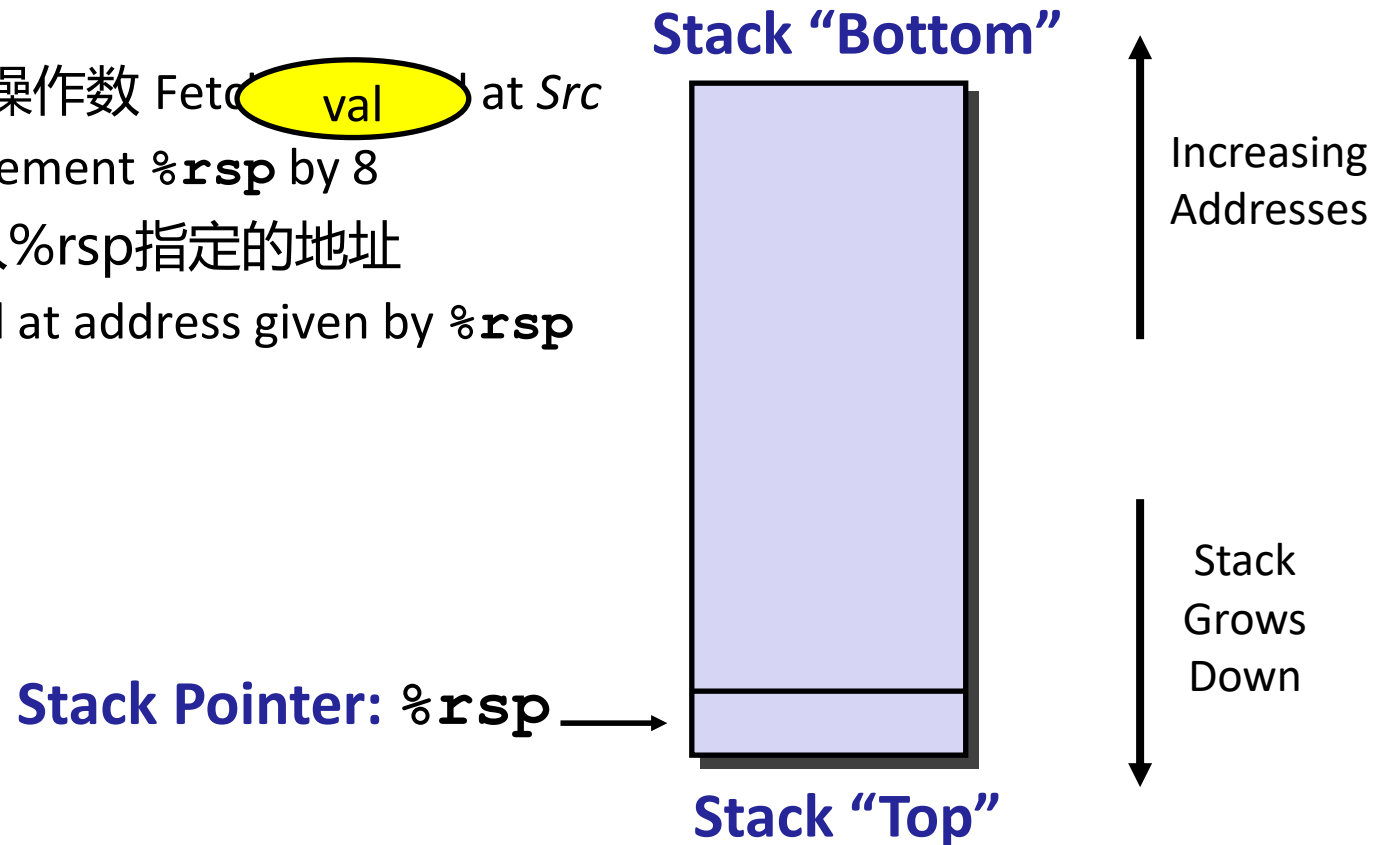 Stack “Bottom”
操作数 Fetc val at Src
ement %rsp by 8
%rsp指定的地址
at address given by %rsp
Increasing
Addresses
Stack
Grows
Down
Stack Pointer: %rsp
Stack “Top”